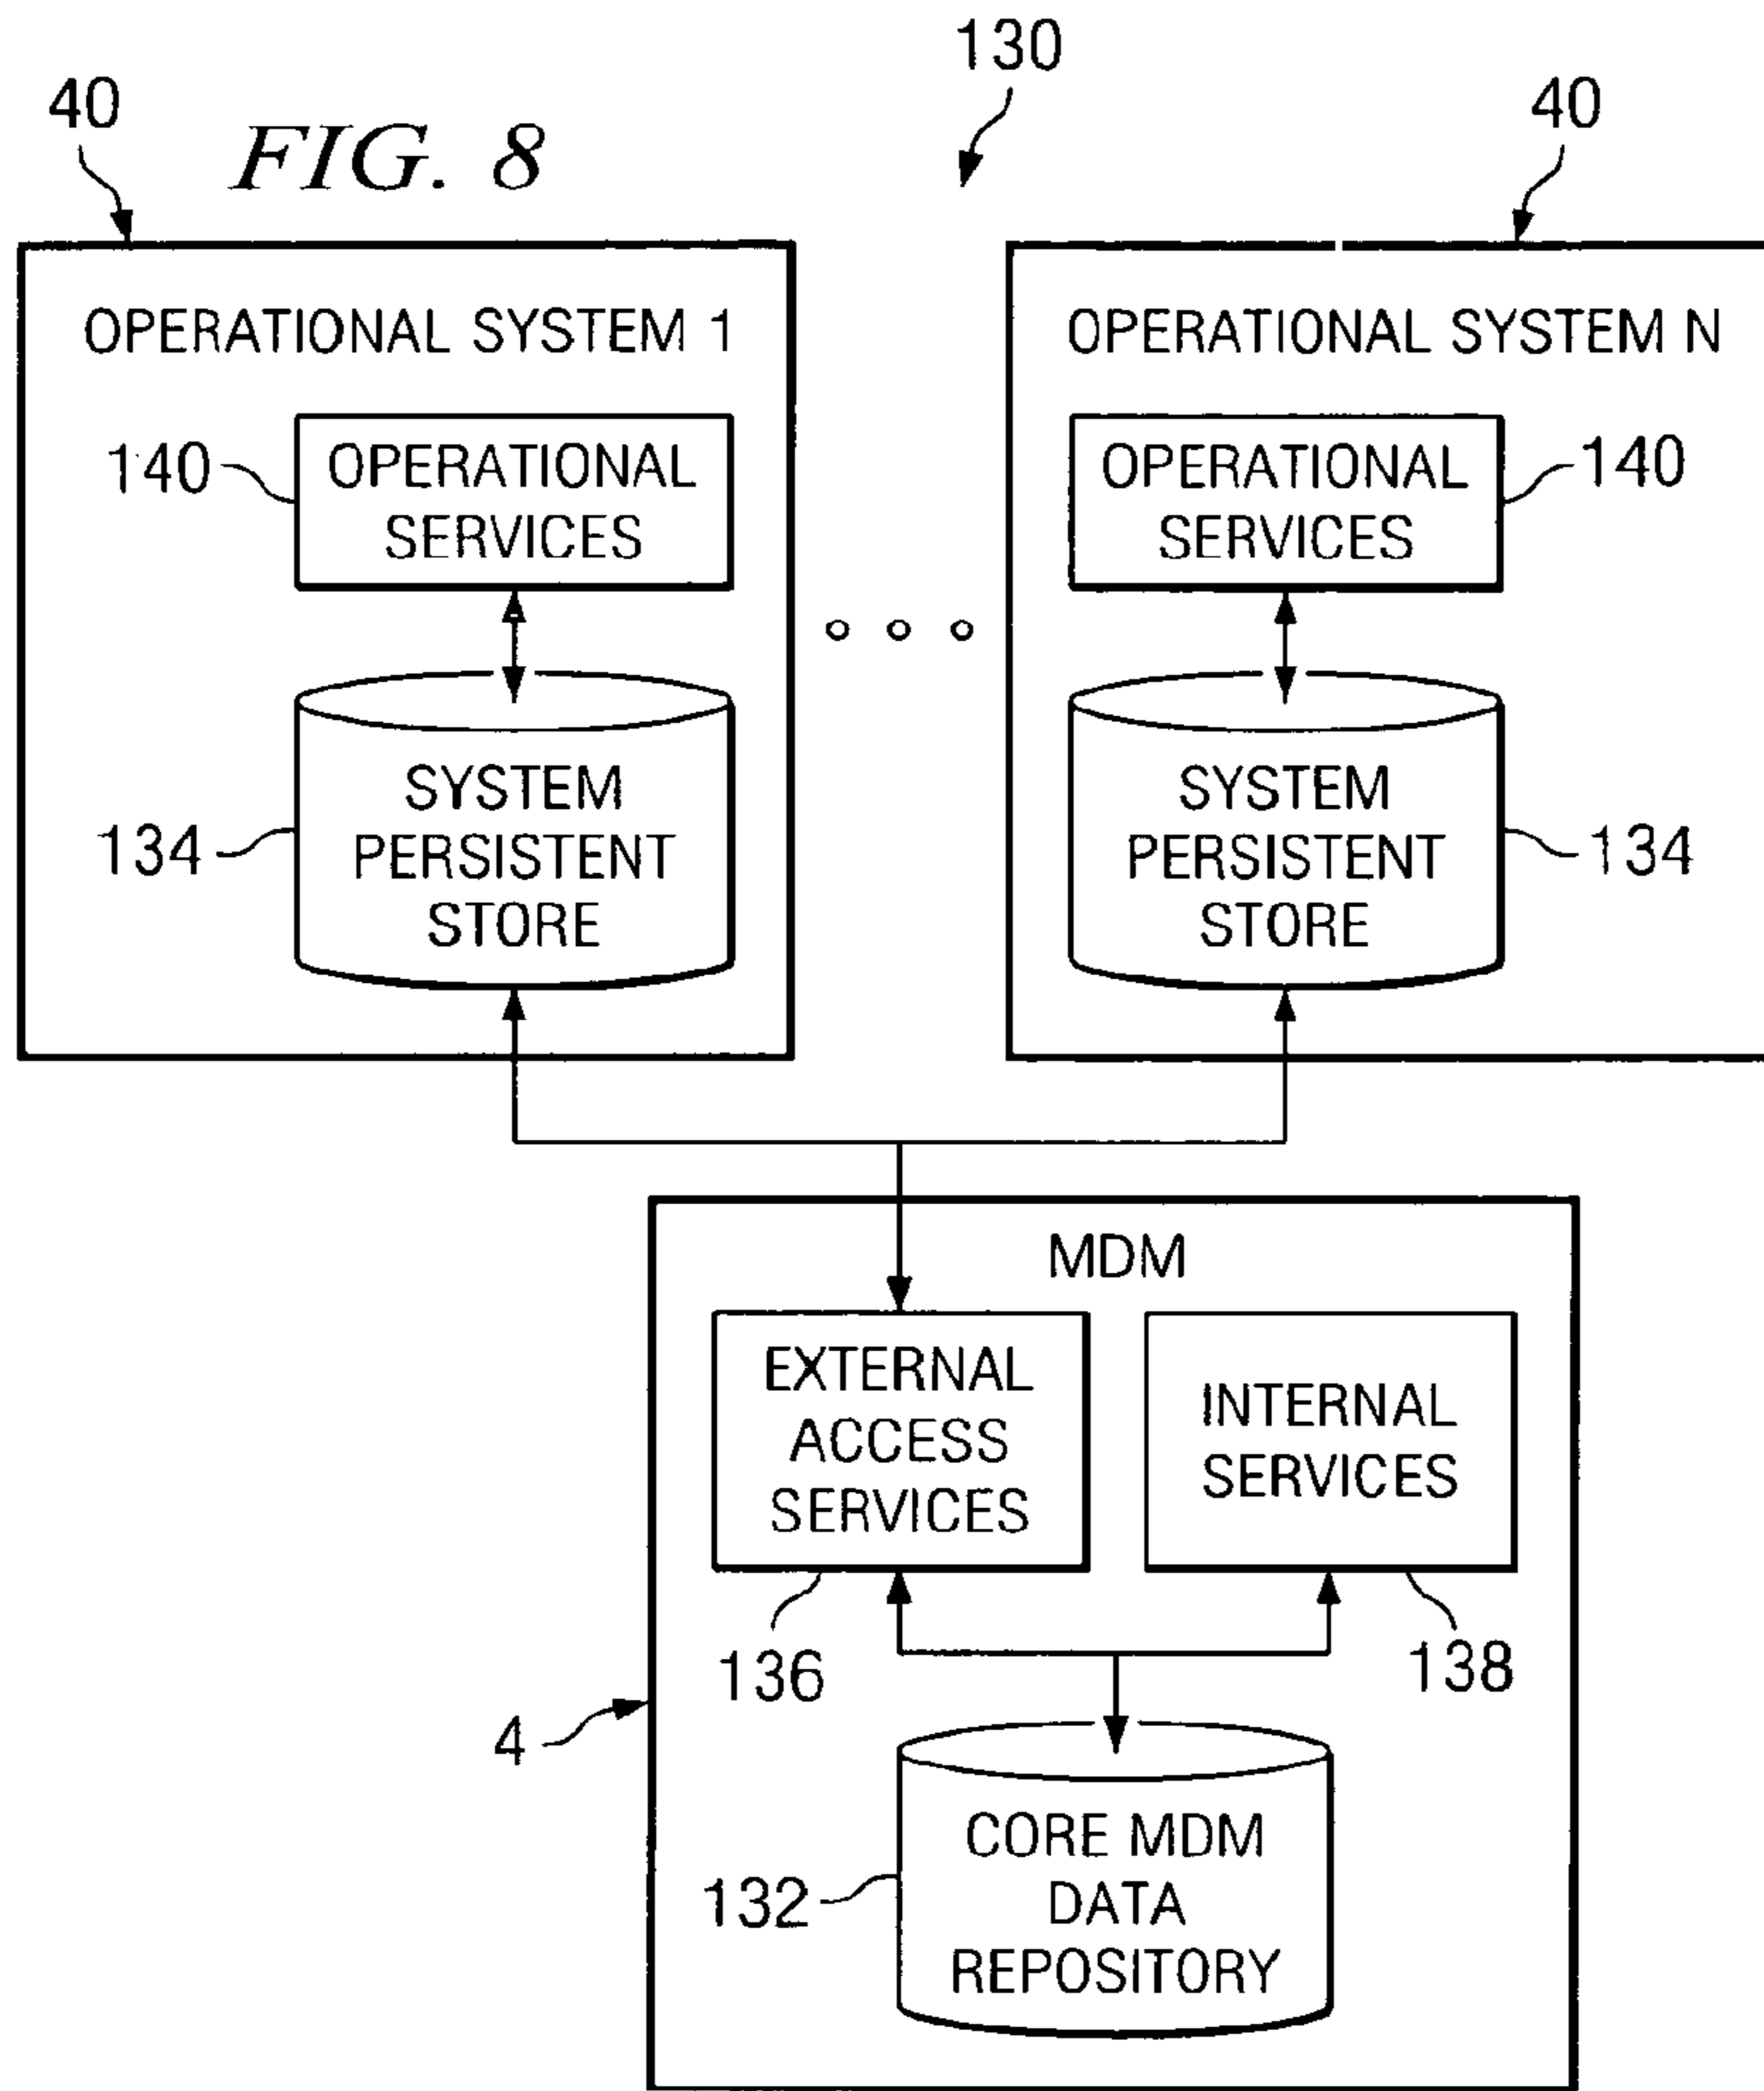 130
40
FIG. 8
40
OPERATIONAL SYSTEM 1
OPERATIONAL SYSTEM N
140
OPERATIONAL
SERVICES
OPERATIONAL
SERVICES
140
134
SYSTEM
PERSISTENT
STORE
SYSTEM
PERSISTENT
STORE
134
MDM
EXTERNAL
ACCESS
SERVICES
INTERNAL
SERVICES
136
138
4
132
CORE MDM
DATA
REPOSITORY